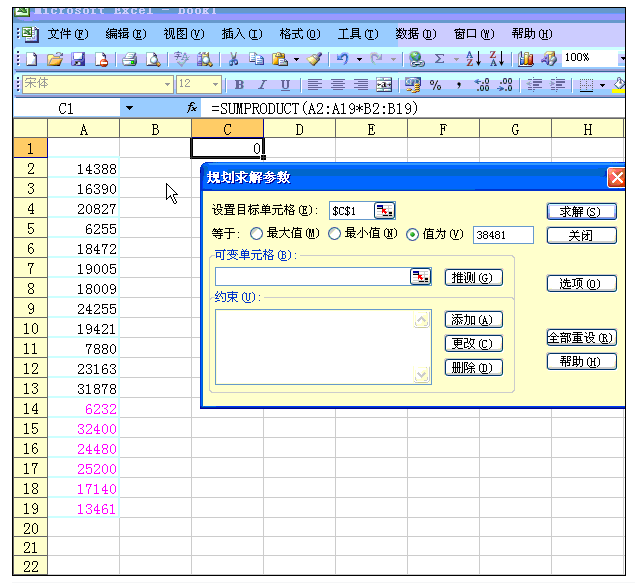 Microsoft Excel - Book1
文件(F) 编辑(E) 视图(V) 插入(I) 格式(O) 工具(T) 数据(D) 窗口(W) 帮助(H)
Σ 100%
宋体 12 B I U % ,
C1 fx =SUMPRODUCT(A2:A19*B2:B19)
A B C D E F G H
1 0
2 14388
3 16390
4 20827
5 6255
6 18472
7 19005
8 18009
9 24255
10 19421
11 7880
12 23163
13 31878
14 6232
15 32400
16 24480
17 25200
18 17140
19 13461
20
21
22
规划求解参数
设置目标单元格(E): $C$1 求解(S)
等于: 最大值(M) 最小值(N) 值为(V) 38481 关闭
可变单元格(B):
推测(G) 选项(O)
约束(U):
添加(A)
更改(C) 全部重设(R)
删除(D) 帮助(H)